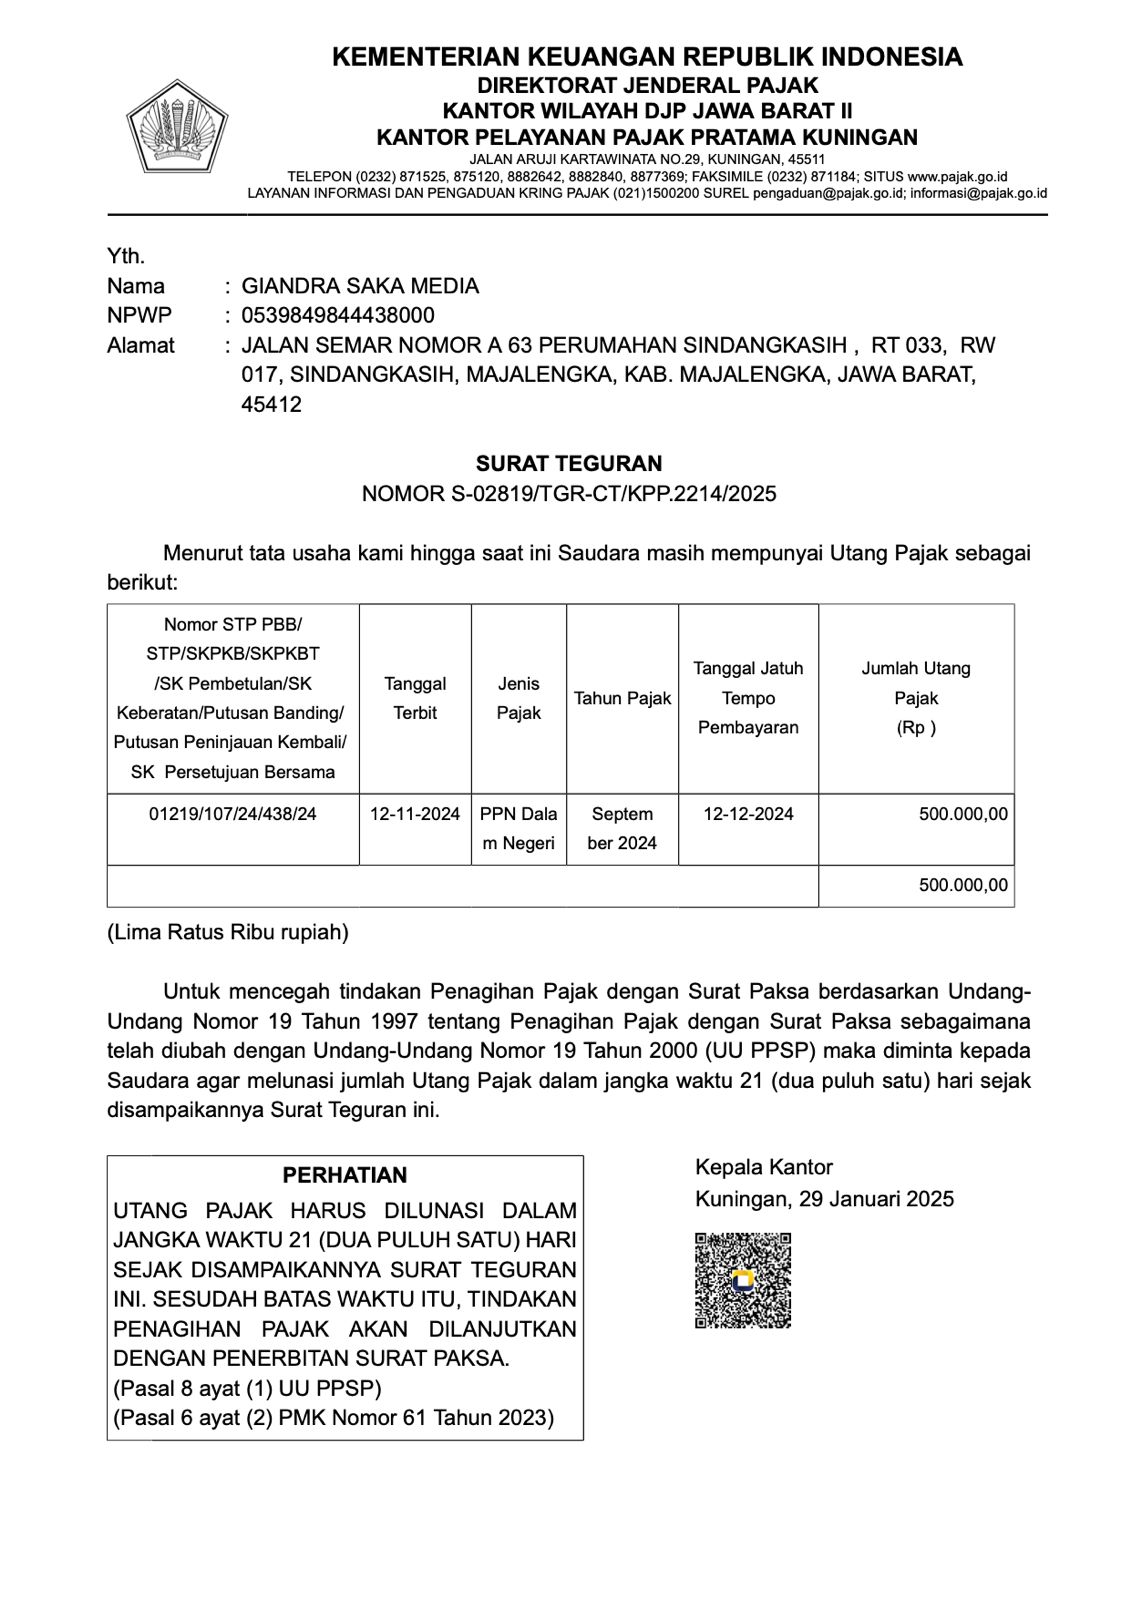 KEMENTERIAN KEUANGAN REPUBLIK INDONESIA
DIREKTORAT JENDERAL PAJAK
KANTOR WILAYAH DJP JAWA BARAT II
KANTOR PELAYANAN PAJAK PRATAMA KUNINGAN
JALAN ARUJI KARTAWINATA NO.29, KUNINGAN, 45511
TELEPON (0232) 871525, 875120, 8882642, 8882840, 8877369; FAKSIMILE (0232) 871184; SITUS www.pajak.go.id
LAYANAN INFORMASI DAN PENGADUAN KRING PAJAK (021)1500200 SUREL pengaduan@pajak.go.id; informasi@pajak.go.id
Yth.
Nama : GIANDRA SAKA MEDIA
NPWP : 0539849844438000
Alamat : JALAN SEMAR NOMOR A 63 PERUMAHAN SINDANGKASIH , RT 033, RW
017, SINDANGKASIH, MAJALENGKA, KAB. MAJALENGKA, JAWA BARAT,
45412
SURAT TEGURAN
NOMOR S-02819/TGR-CT/KPP.2214/2025
Menurut tata usaha kami hingga saat ini Saudara masih mempunyai Utang Pajak sebagai
berikut:
Nomor STP PBB/
STP/SKPKB/SKPKBT
/SK Pembetulan/SK
Keberatan/Putusan Banding/
Putusan Peninjauan Kembali/
SK Persetujuan Bersama
Tanggal
Terbit
Jenis
Pajak
Tahun Pajak
Tanggal Jatuh
Tempo
Pembayaran
Jumlah Utang
Pajak
(Rp )
01219/107/24/438/24
12-11-2024
PPN Dala
m Negeri
Septem
ber 2024
12-12-2024
500.000,00
500.000,00
(Lima Ratus Ribu rupiah)
Untuk mencegah tindakan Penagihan Pajak dengan Surat Paksa berdasarkan Undang-
Undang Nomor 19 Tahun 1997 tentang Penagihan Pajak dengan Surat Paksa sebagaimana
telah diubah dengan Undang-Undang Nomor 19 Tahun 2000 (UU PPSP) maka diminta kepada
Saudara agar melunasi jumlah Utang Pajak dalam jangka waktu 21 (dua puluh satu) hari sejak
disampaikannya Surat Teguran ini.
PERHATIAN
UTANG PAJAK HARUS DILUNASI DALAM
JANGKA WAKTU 21 (DUA PULUH SATU) HARI
SEJAK DISAMPAIKANNYA SURAT TEGURAN
INI. SESUDAH BATAS WAKTU ITU, TINDAKAN
PENAGIHAN PAJAK AKAN DILANJUTKAN
DENGAN PENERBITAN SURAT PAKSA.
(Pasal 8 ayat (1) UU PPSP)
(Pasal 6 ayat (2) PMK Nomor 61 Tahun 2023)
Kepala Kantor
Kuningan, 29 Januari 2025